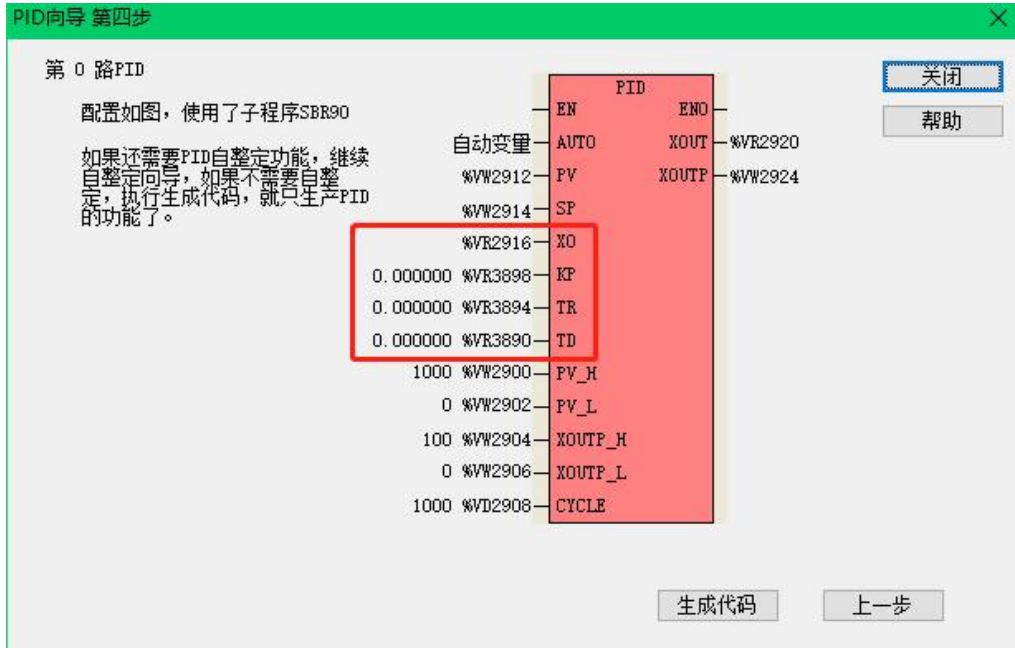 PID向导 第四步
第 0 路PID
关闭
配置如图，使用了子程序SBR90
帮助
如果还需要PID自整定功能，继续
自整定向导，如果不需要自整
定，执行生成代码，就只生产PID
的功能了。
PID
EN ENO
自动变量 AUTO XOUT %VR2920
%VW2912 PV XOUTP %VW2924
%VW2914 SP
%VR2916 XO
0.000000 %VR3898 KP
0.000000 %VR3894 TR
0.000000 %VR3890 TD
1000 %VW2900 PV_H
0 %VW2902 PV_L
100 %VW2904 XOUTP_H
0 %VW2906 XOUTP_L
1000 %VD2908 CYCLE
生成代码 上一步